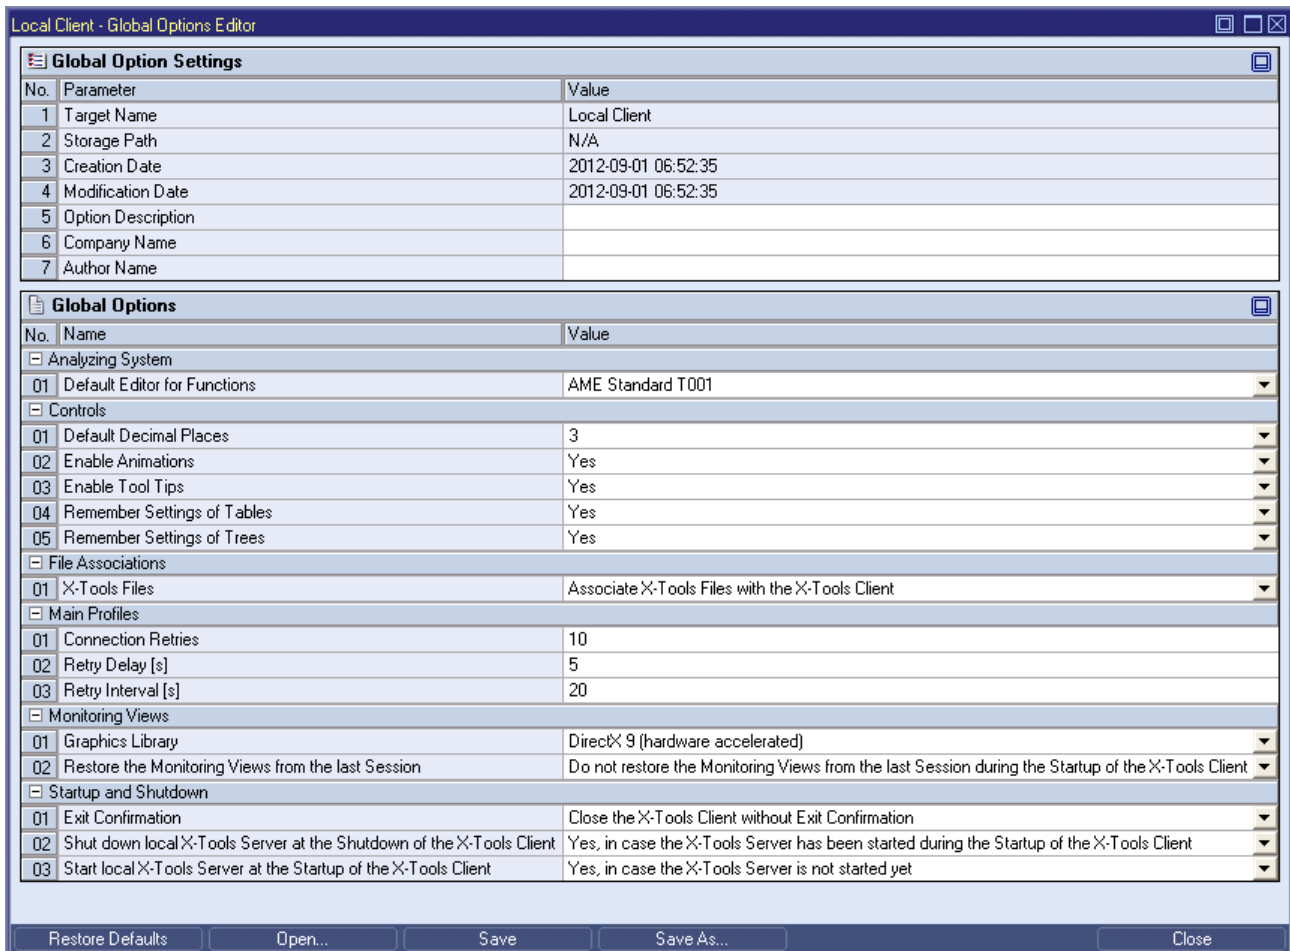 Local Client - Global Options Editor
Global Option Settings
No. Parameter Value
1 Target Name Local Client
2 Storage Path N/A
3 Creation Date 2012-09-01 06:52:35
4 Modification Date 2012-09-01 06:52:35
5 Option Description
6 Company Name
7 Author Name
Global Options
No. Name Value
Analyzing System
01 Default Editor for Functions AME Standard T001
Controls
01 Default Decimal Places 3
02 Enable Animations Yes
03 Enable Tool Tips Yes
04 Remember Settings of Tables Yes
05 Remember Settings of Trees Yes
File Associations
01 X-Tools Files Associate X-Tools Files with the X-Tools Client
Main Profiles
01 Connection Retries 10
02 Retry Delay [s] 5
03 Retry Interval [s] 20
Monitoring Views
01 Graphics Library DirectX 9 (hardware accelerated)
02 Restore the Monitoring Views from the last Session Do not restore the Monitoring Views from the last Session during the Startup of the X-Tools Client
Startup and Shutdown
01 Exit Confirmation Close the X-Tools Client without Exit Confirmation
02 Shut down local X-Tools Server at the Shutdown of the X-Tools Client Yes, in case the X-Tools Server has been started during the Startup of the X-Tools Client
03 Start local X-Tools Server at the Startup of the X-Tools Client Yes, in case the X-Tools Server is not started yet
Restore Defaults Open... Save Save As... Close